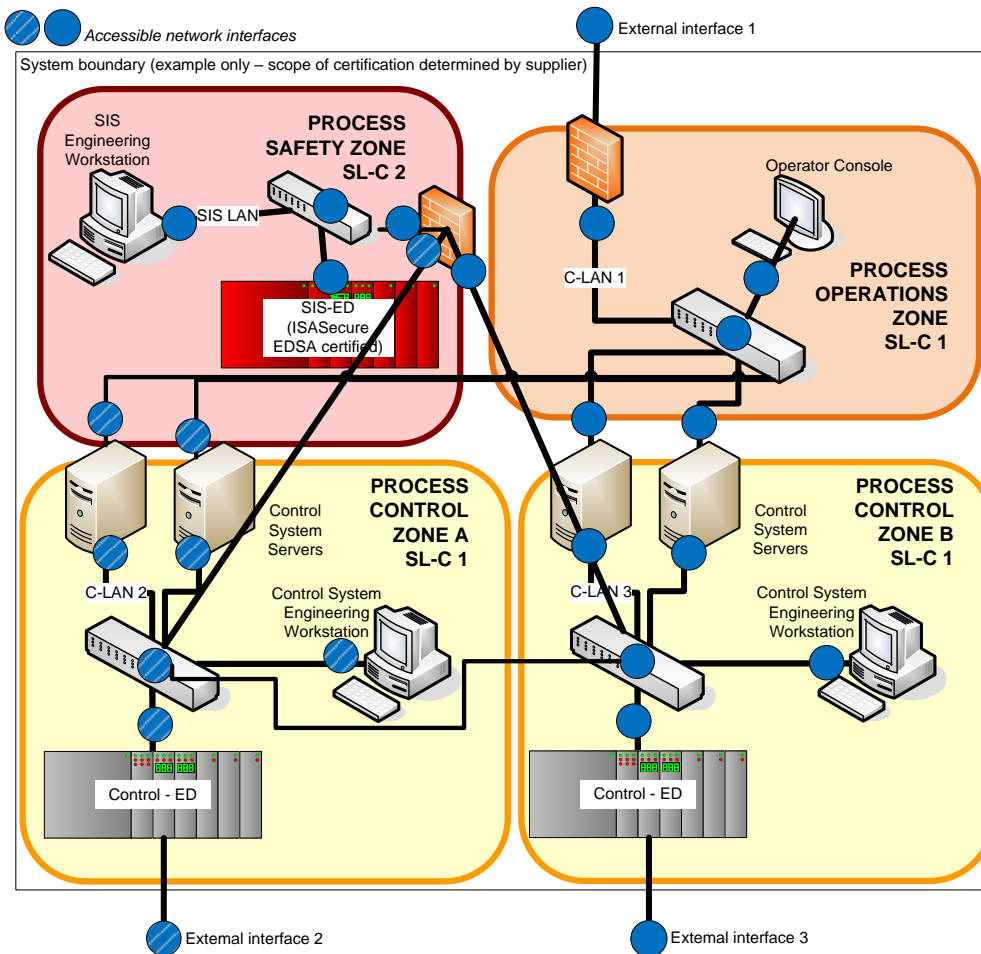 Accessible network interfaces
External interface 1
System boundary (example only – scope of certification determined by supplier)
SIS
Engineering
Workstation
PROCESS
SAFETY ZONE
SL-C 2
SIS LAN
SIS-ED
(ISASecure
EDSA certified)
Operator Console
C-LAN 1
PROCESS
OPERATIONS
ZONE
SL-C 1
PROCESS
CONTROL
ZONE A
SL-C 1
Control
System
Servers
C-LAN 2
Control System
Engineering
Workstation
Control - ED
PROCESS
CONTROL
ZONE B
SL-C 1
Control
System
Servers
C-LAN 3
Control System
Engineering
Workstation
Control - ED
External interface 2
External interface 3